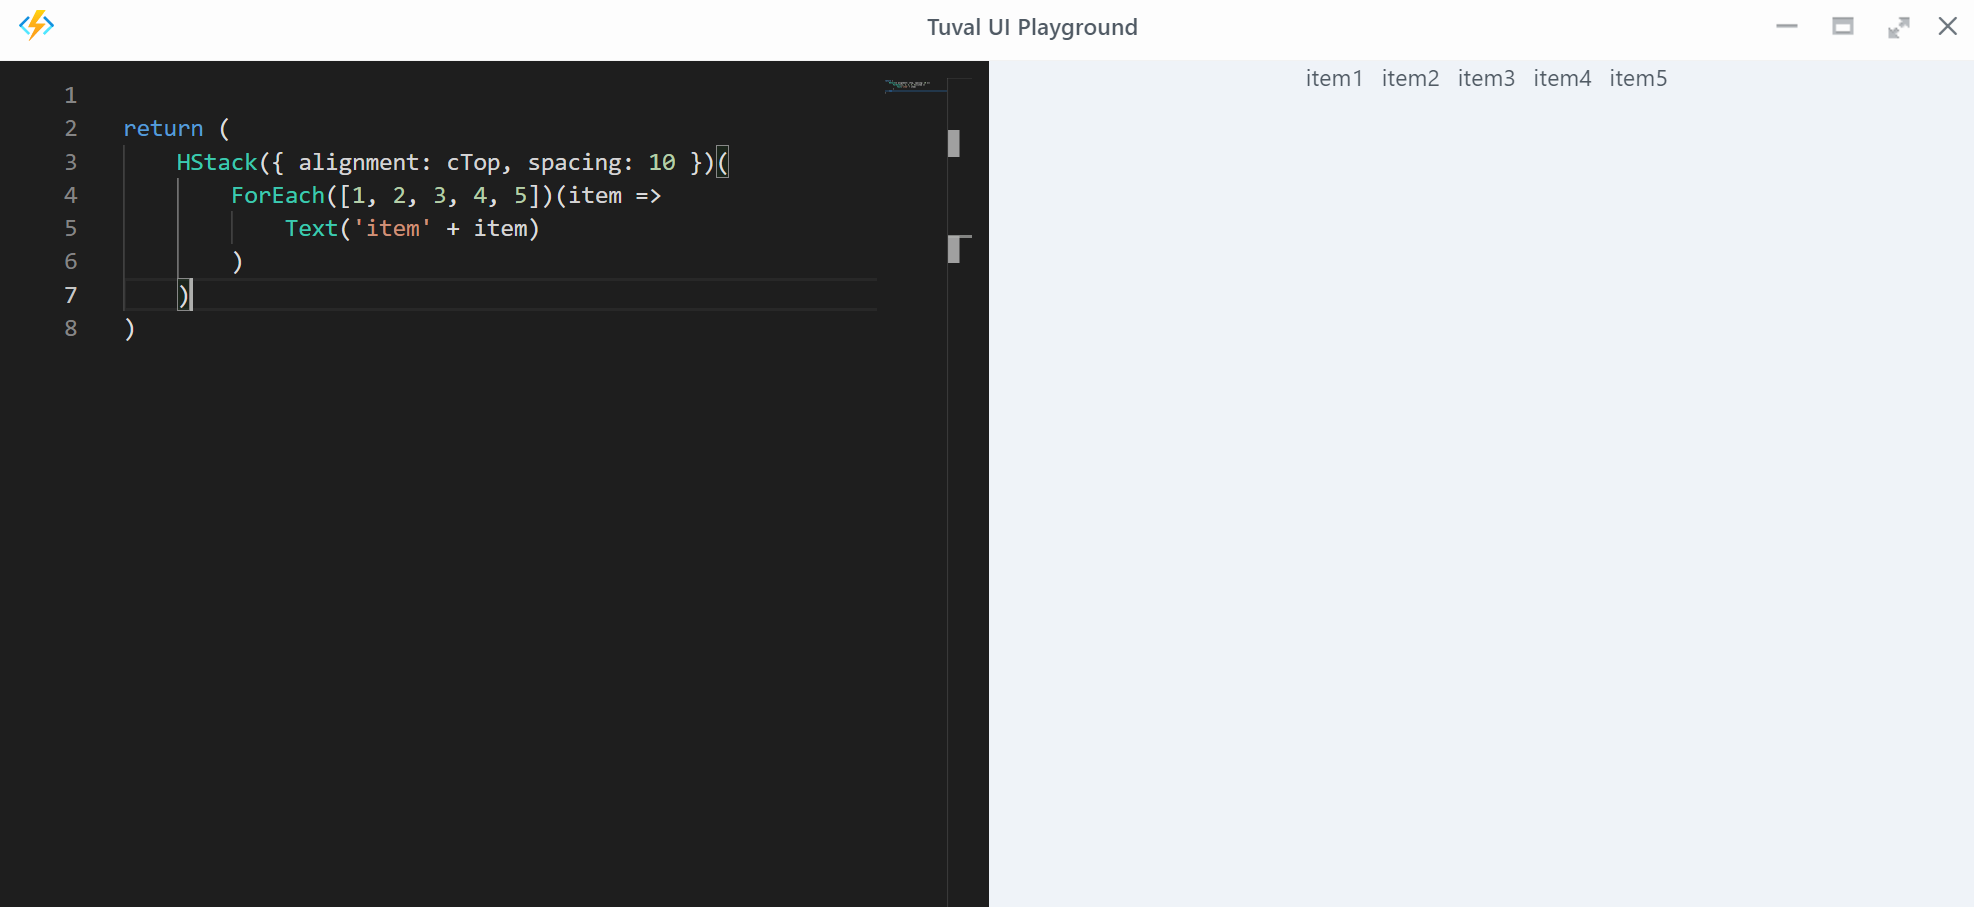 Tuval UI Playground
1
2 return (
3 HStack({ alignment: cTop, spacing: 10 })(
4 ForEach([1, 2, 3, 4, 5])(item =>
5 Text('item' + item)
6 )
7 )
8 )
item1 item2 item3 item4 item5